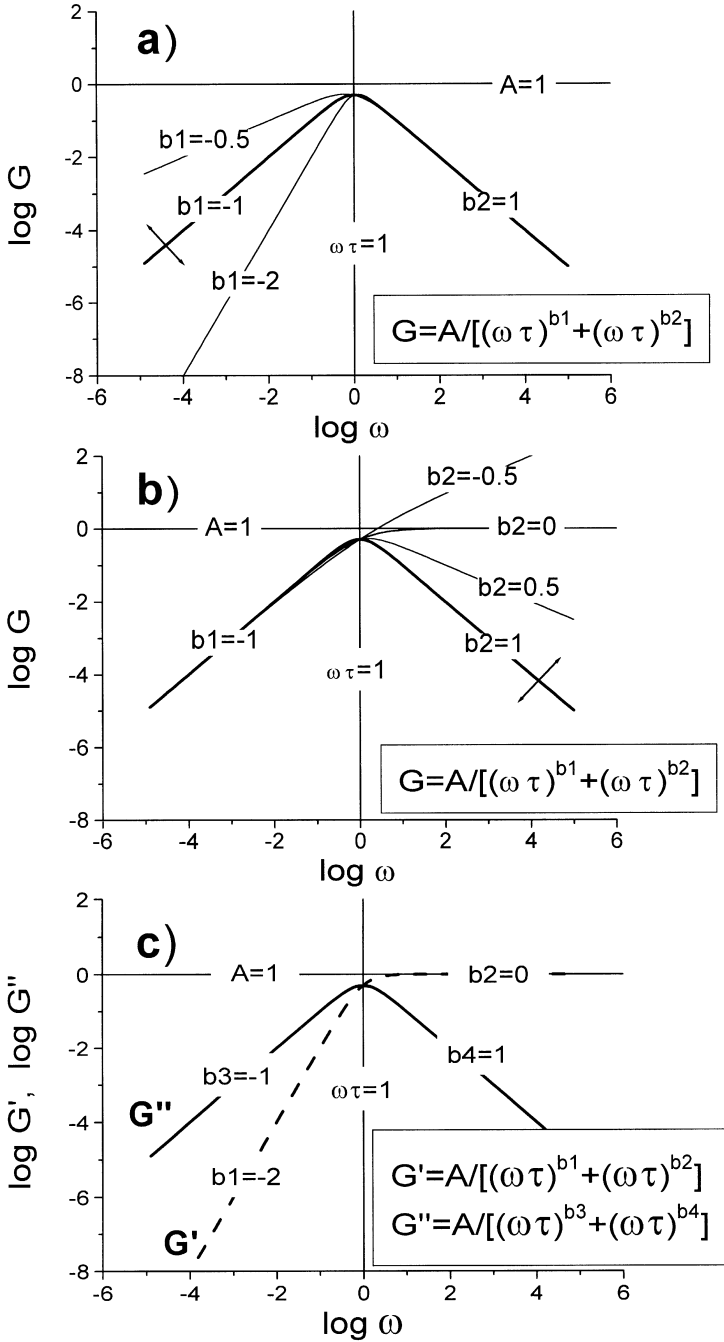 a)
2
0
-2
-4
-6
-8
log G
A=1
b1=-0.5
b1=-1
b2=1
ωτ=1
b1=-2
G=A/[(ωτ)^b1+(ωτ)^b2]
-6 -4 -2 0 2 4 6
log ω
b)
2
0
-2
-4
-6
-8
log G
b2=-0.5
A=1
b2=0
b2=0.5
b1=-1
b2=1
ωτ=1
G=A/[(ωτ)^b1+(ωτ)^b2]
-6 -4 -2 0 2 4 6
log ω
c)
2
0
-2
-4
-6
-8
log G', log G"
A=1
b2=0
b3=-1
b4=1
ωτ=1
G"
b1=-2
G'
G'=A/[(ωτ)^b1+(ωτ)^b2]
G"=A/[(ωτ)^b3+(ωτ)^b4]
-6 -4 -2 0 2 4 6
log ω